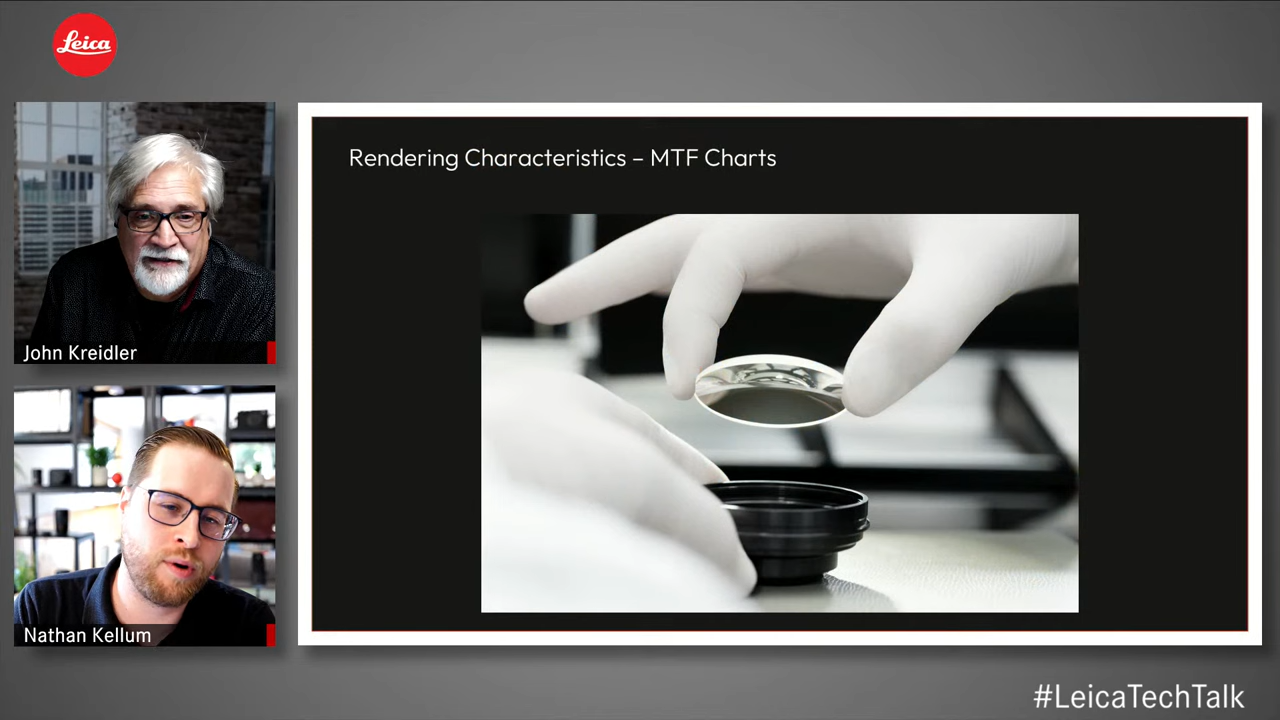 Leica
Rendering Characteristics – MTF Charts
John Kreidler
Nathan Kellum
#LeicaTechTalk